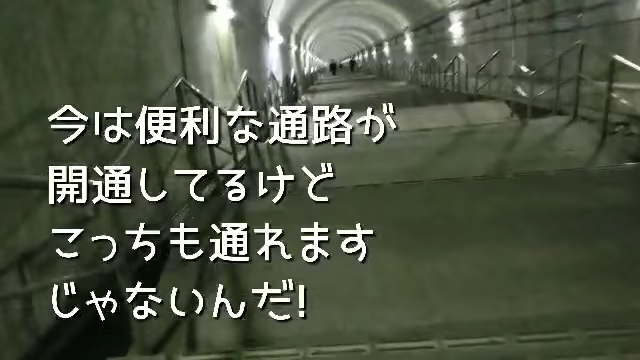 今は便利な通路が
開通してるけど
こっちも通れます
じゃないんだ!